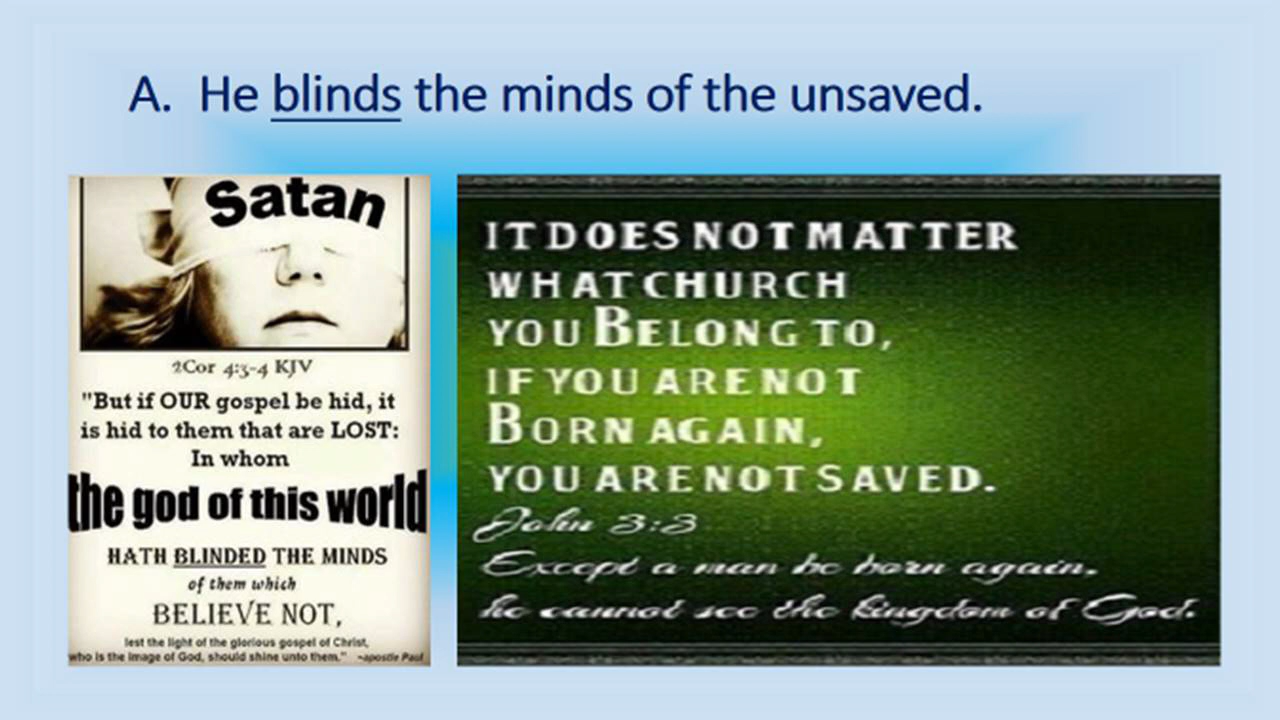 A. He blinds the minds of the unsaved.
Satan
2Cor 4:3-4 KJV
"But if OUR gospel be hid, it
is hid to them that are LOST:
In whom
the god of this world
HATH BLINDED THE MINDS
of them which
BELIEVE NOT,
lest the light of the glorious gospel of Christ,
who is the image of God, should shine unto them." ~apostle Paul
IT DOES NOT MATTER
WHAT CHURCH
YOU BELONG TO,
IF YOU ARE NOT
BORN AGAIN,
YOU ARE NOT SAVED.
John 3:3
Except a man be born again,
he cannot see the kingdom of God.